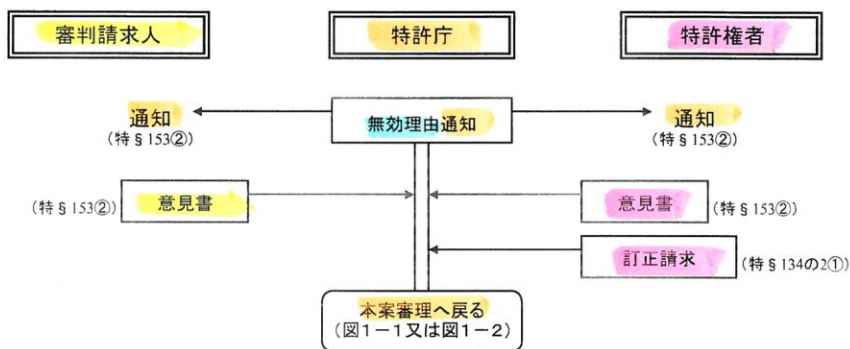 審判請求人
特許庁
特許権者
通知
(特§153②)
無効理由通知
通知
(特§153②)
(特§153②)
意見書
意見書
(特§153②)
訂正請求
(特§134の2①)
本案審理へ戻る
(図1-1又は図1-2)